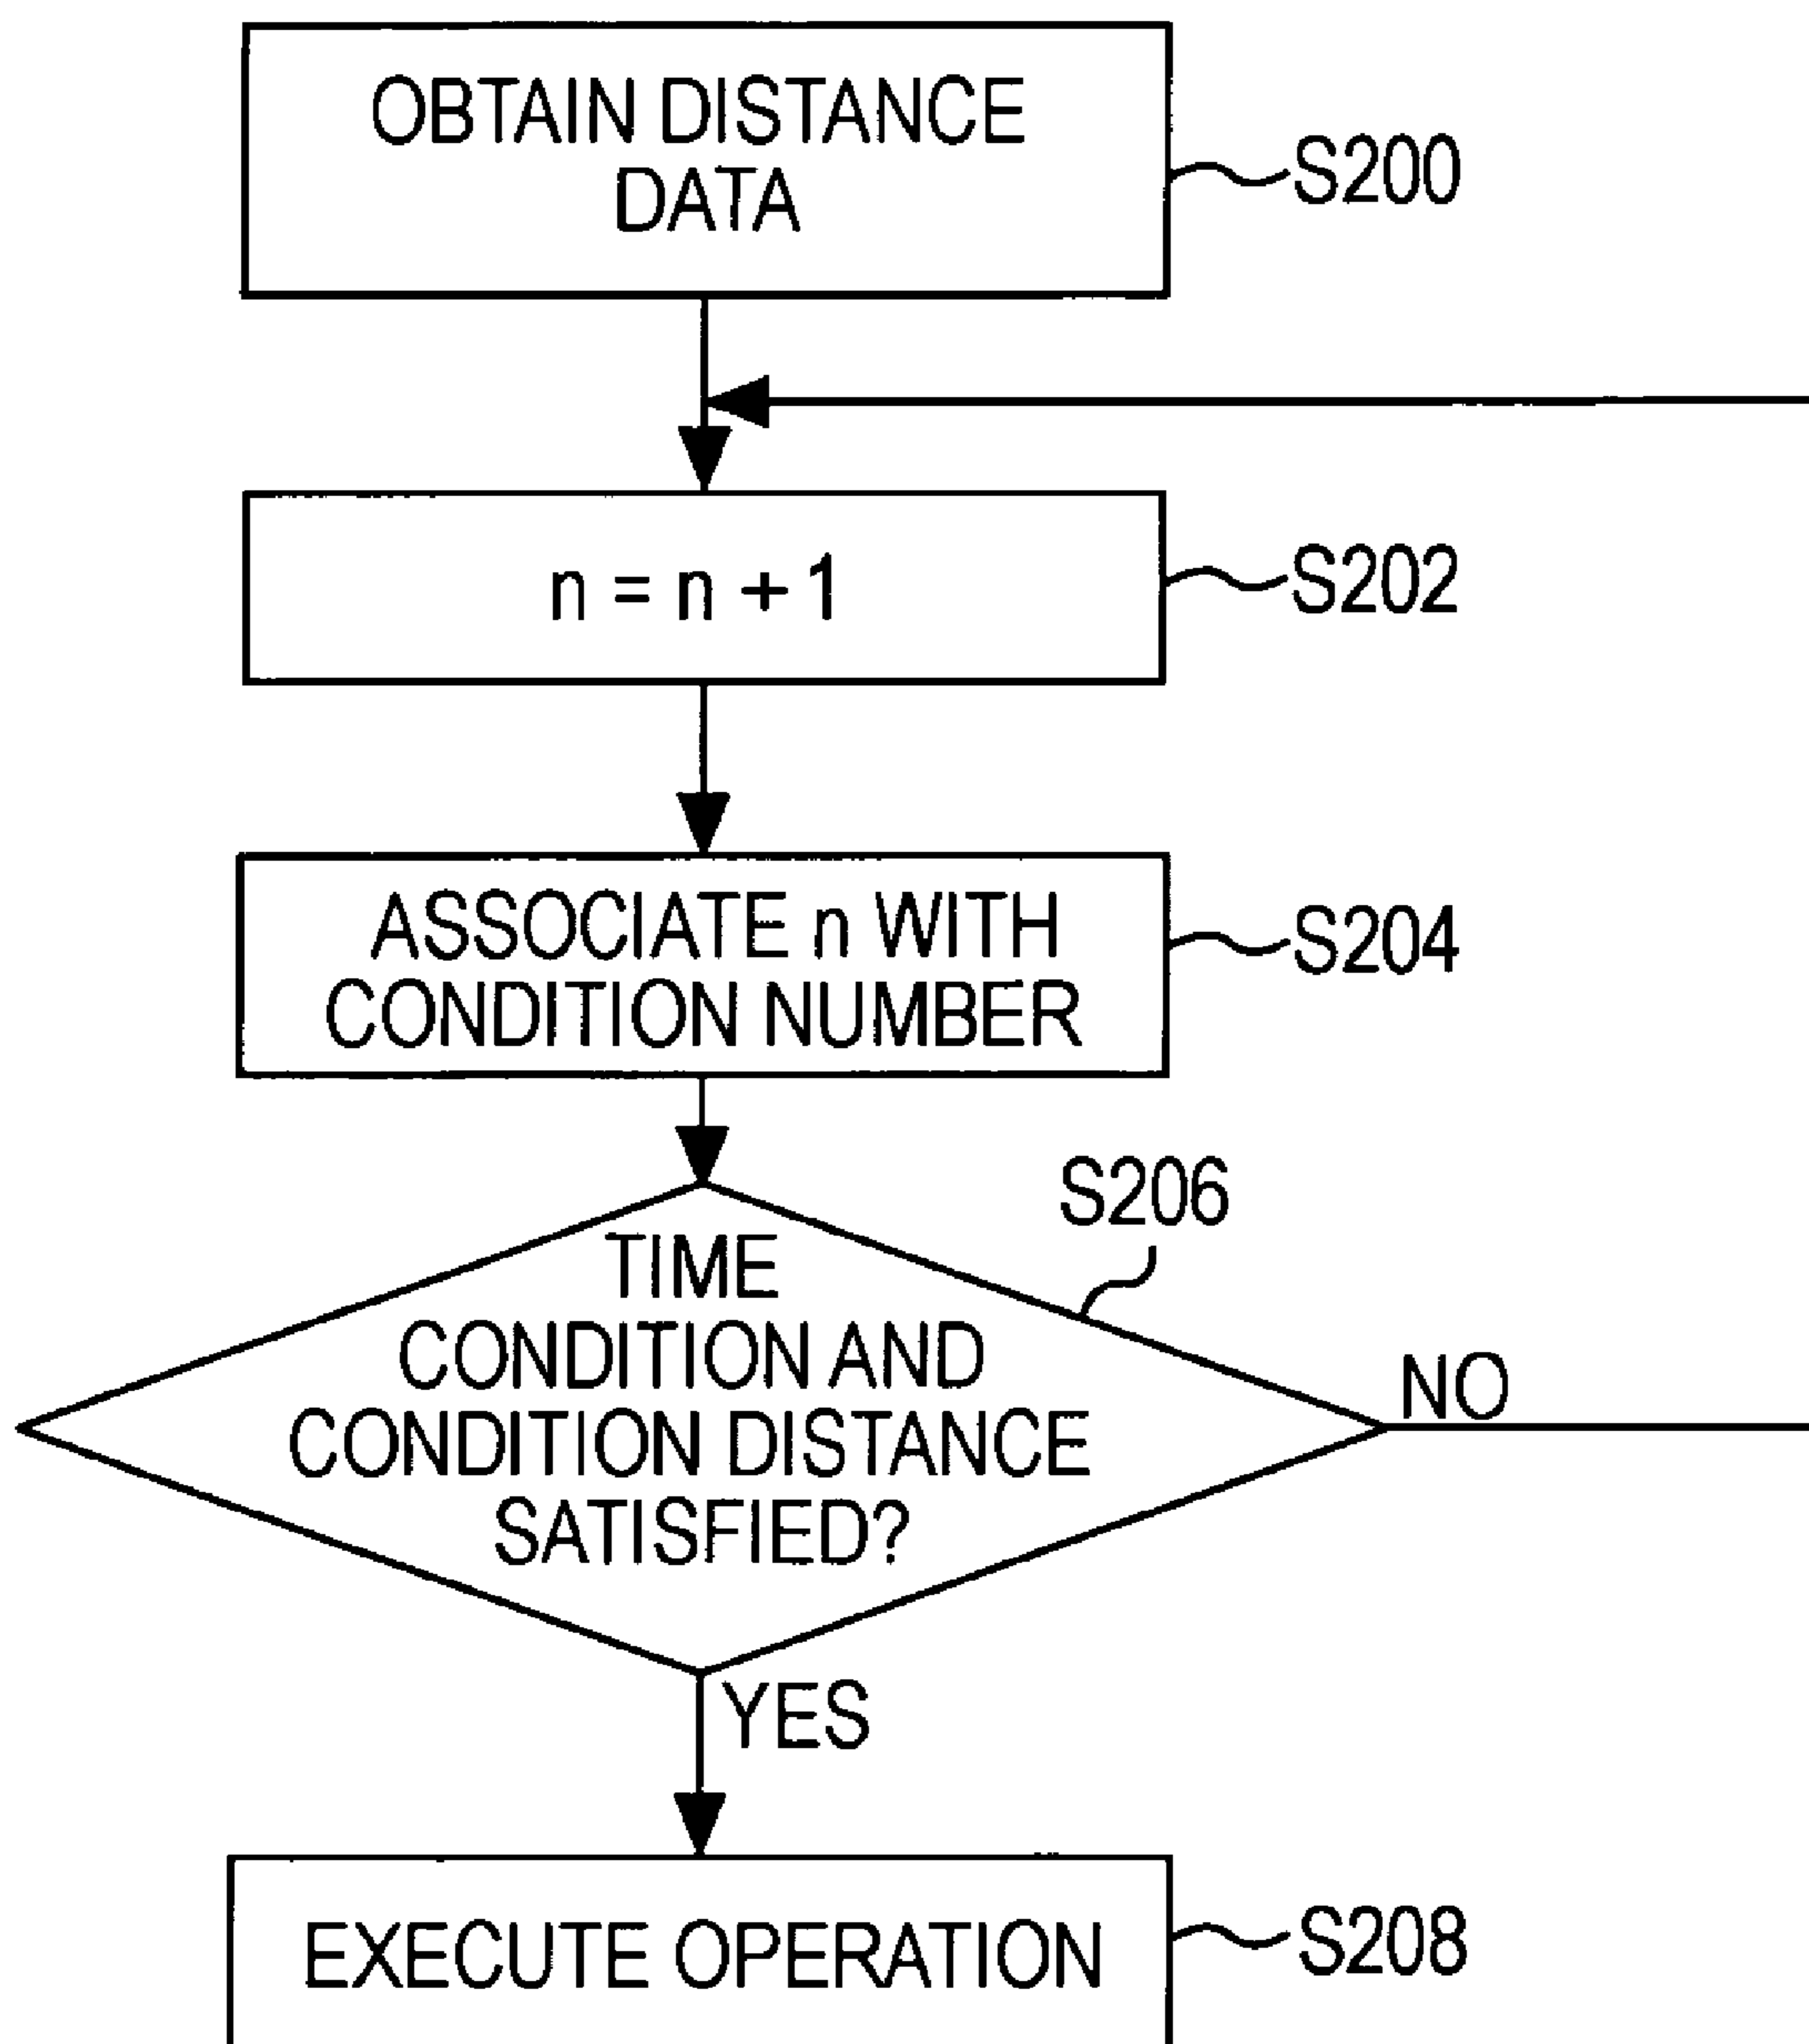 OBTAIN DISTANCE
DATA
S200
n = n + 1
S202
ASSOCIATE n WITH
CONDITION NUMBER
S204
S206
TIME
CONDITION AND
CONDITION DISTANCE
SATISFIED?
NO
YES
EXECUTE OPERATION
S208